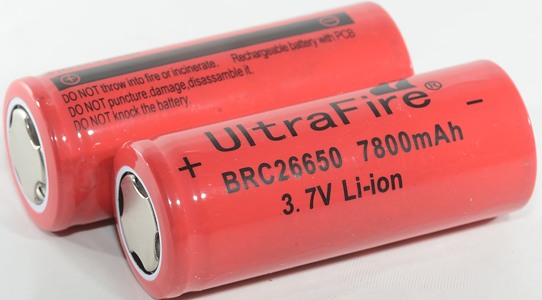 DO NOT throw into fire or incinerate. Rechargeable battery with PCB
DO NOT puncture.damage,disassemble it.
DO NOT knock the battery.
UltraFire®
+ BRC26650 7800mAh -
3.7V Li-ion